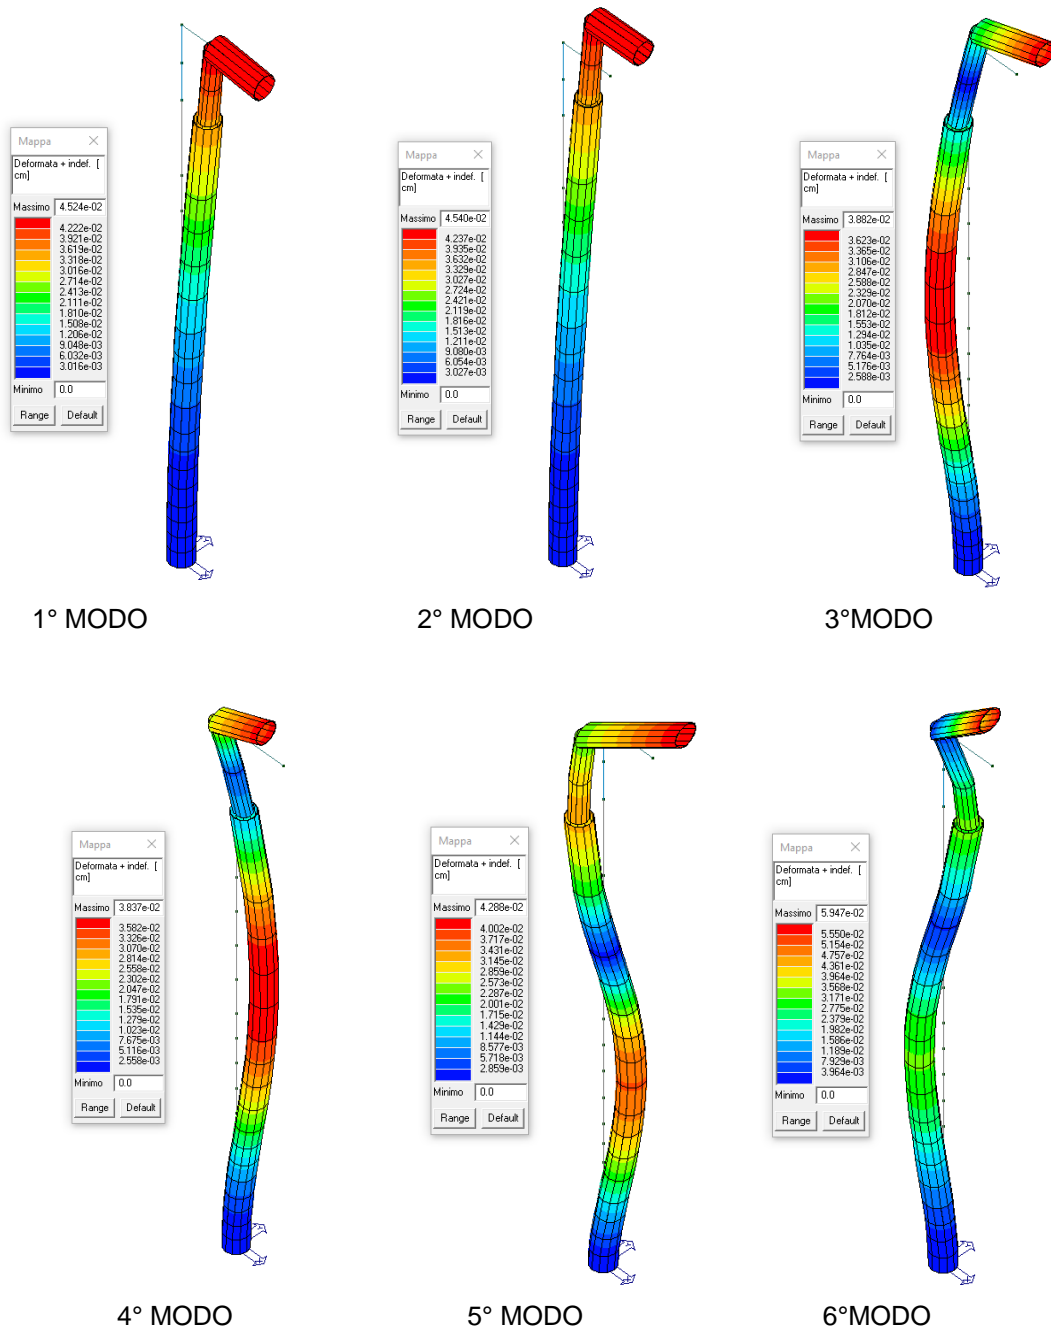 Mappa
Deformata + indef. [
cm]
Massimo 4.524e-02
4.222e-02
3.921e-02
3.619e-02
3.318e-02
3.016e-02
2.714e-02
2.413e-02
2.111e-02
1.810e-02
1.508e-02
1.206e-02
9.048e-03
6.032e-03
3.016e-03
Minimo 0.0
Range Default
1° MODO
Mappa
Deformata + indef. [
cm]
Massimo 4.540e-02
4.237e-02
3.935e-02
3.632e-02
3.329e-02
3.027e-02
2.724e-02
2.421e-02
2.119e-02
1.816e-02
1.513e-02
1.211e-02
9.080e-03
6.054e-03
3.027e-03
Minimo 0.0
Range Default
2° MODO
Mappa
Deformata + indef. [
cm]
Massimo 3.882e-02
3.623e-02
3.365e-02
3.106e-02
2.847e-02
2.588e-02
2.329e-02
2.070e-02
1.812e-02
1.553e-02
1.294e-02
1.035e-02
7.764e-03
5.176e-03
2.588e-03
Minimo 0.0
Range Default
3°MODO
Mappa
Deformata + indef. [
cm]
Massimo 3.837e-02
3.582e-02
3.326e-02
3.070e-02
2.814e-02
2.558e-02
2.302e-02
2.047e-02
1.791e-02
1.535e-02
1.279e-02
1.023e-02
7.675e-03
5.116e-03
2.558e-03
Minimo 0.0
Range Default
4° MODO
Mappa
Deformata + indef. [
cm]
Massimo 4.288e-02
4.002e-02
3.717e-02
3.431e-02
3.145e-02
2.859e-02
2.573e-02
2.287e-02
2.001e-02
1.715e-02
1.429e-02
1.144e-02
8.577e-03
5.718e-03
2.859e-03
Minimo 0.0
Range Default
5° MODO
Mappa
Deformata + indef. [
cm]
Massimo 5.947e-02
5.550e-02
5.154e-02
4.757e-02
4.361e-02
3.964e-02
3.568e-02
3.171e-02
2.775e-02
2.379e-02
1.982e-02
1.586e-02
1.189e-02
7.929e-03
3.964e-03
Minimo 0.0
Range Default
6°MODO